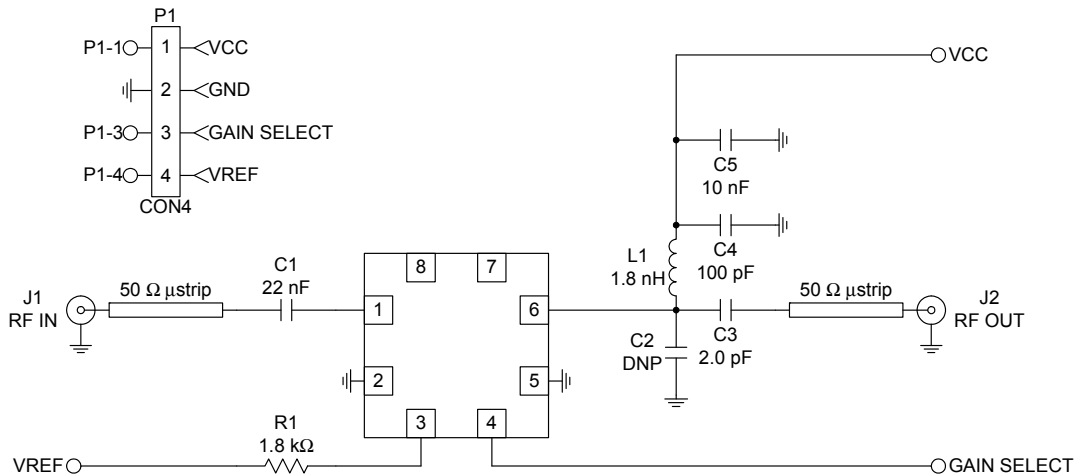 P1
P1-1 1 VCC
2 GND
P1-3 3 GAIN SELECT
P1-4 4 VREF
CON4
VCC
C5
10 nF
C4
100 pF
L1
1.8 nH
J1
RF IN
50 Ω μstrip
C1
22 nF
8 7
1 6
2 5
3 4
C2
DNP
C3
2.0 pF
50 Ω μstrip
J2
RF OUT
R1
1.8 kΩ
VREF
GAIN SELECT